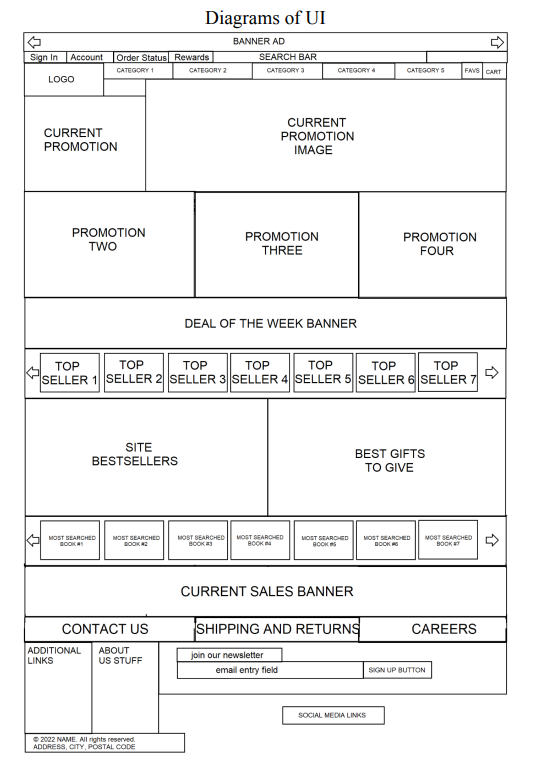 Diagrams of UI
BANNER AD
Sign In Account Order Status Rewards SEARCH BAR
LOGO
CATEGORY 1 CATEGORY 2 CATEGORY 3 CATEGORY 4 CATEGORY 5 FAVS CART
CURRENT
PROMOTION
CURRENT
PROMOTION
IMAGE
PROMOTION
TWO
PROMOTION
THREE
PROMOTION
FOUR
DEAL OF THE WEEK BANNER
TOP
SELLER 1
TOP
SELLER 2
TOP
SELLER 3
TOP
SELLER 4
TOP
SELLER 5
TOP
SELLER 6
TOP
SELLER 7
SITE
BESTSELLERS
BEST GIFTS
TO GIVE
MOST SEARCHED
BOOK #1
MOST SEARCHED
BOOK #2
MOST SEARCHED
BOOK #3
MOST SEARCHED
BOOK #4
MOST SEARCHED
BOOK #5
MOST SEARCHED
BOOK #6
MOST SEARCHED
BOOK #7
CURRENT SALES BANNER
CONTACT US SHIPPING AND RETURNS CAREERS
ADDITIONAL
LINKS
ABOUT
US STUFF
join our newsletter
email entry field SIGN UP BUTTON
SOCIAL MEDIA LINKS
© 2022 NAME. All rights reserved.
ADDRESS, CITY, POSTAL CODE